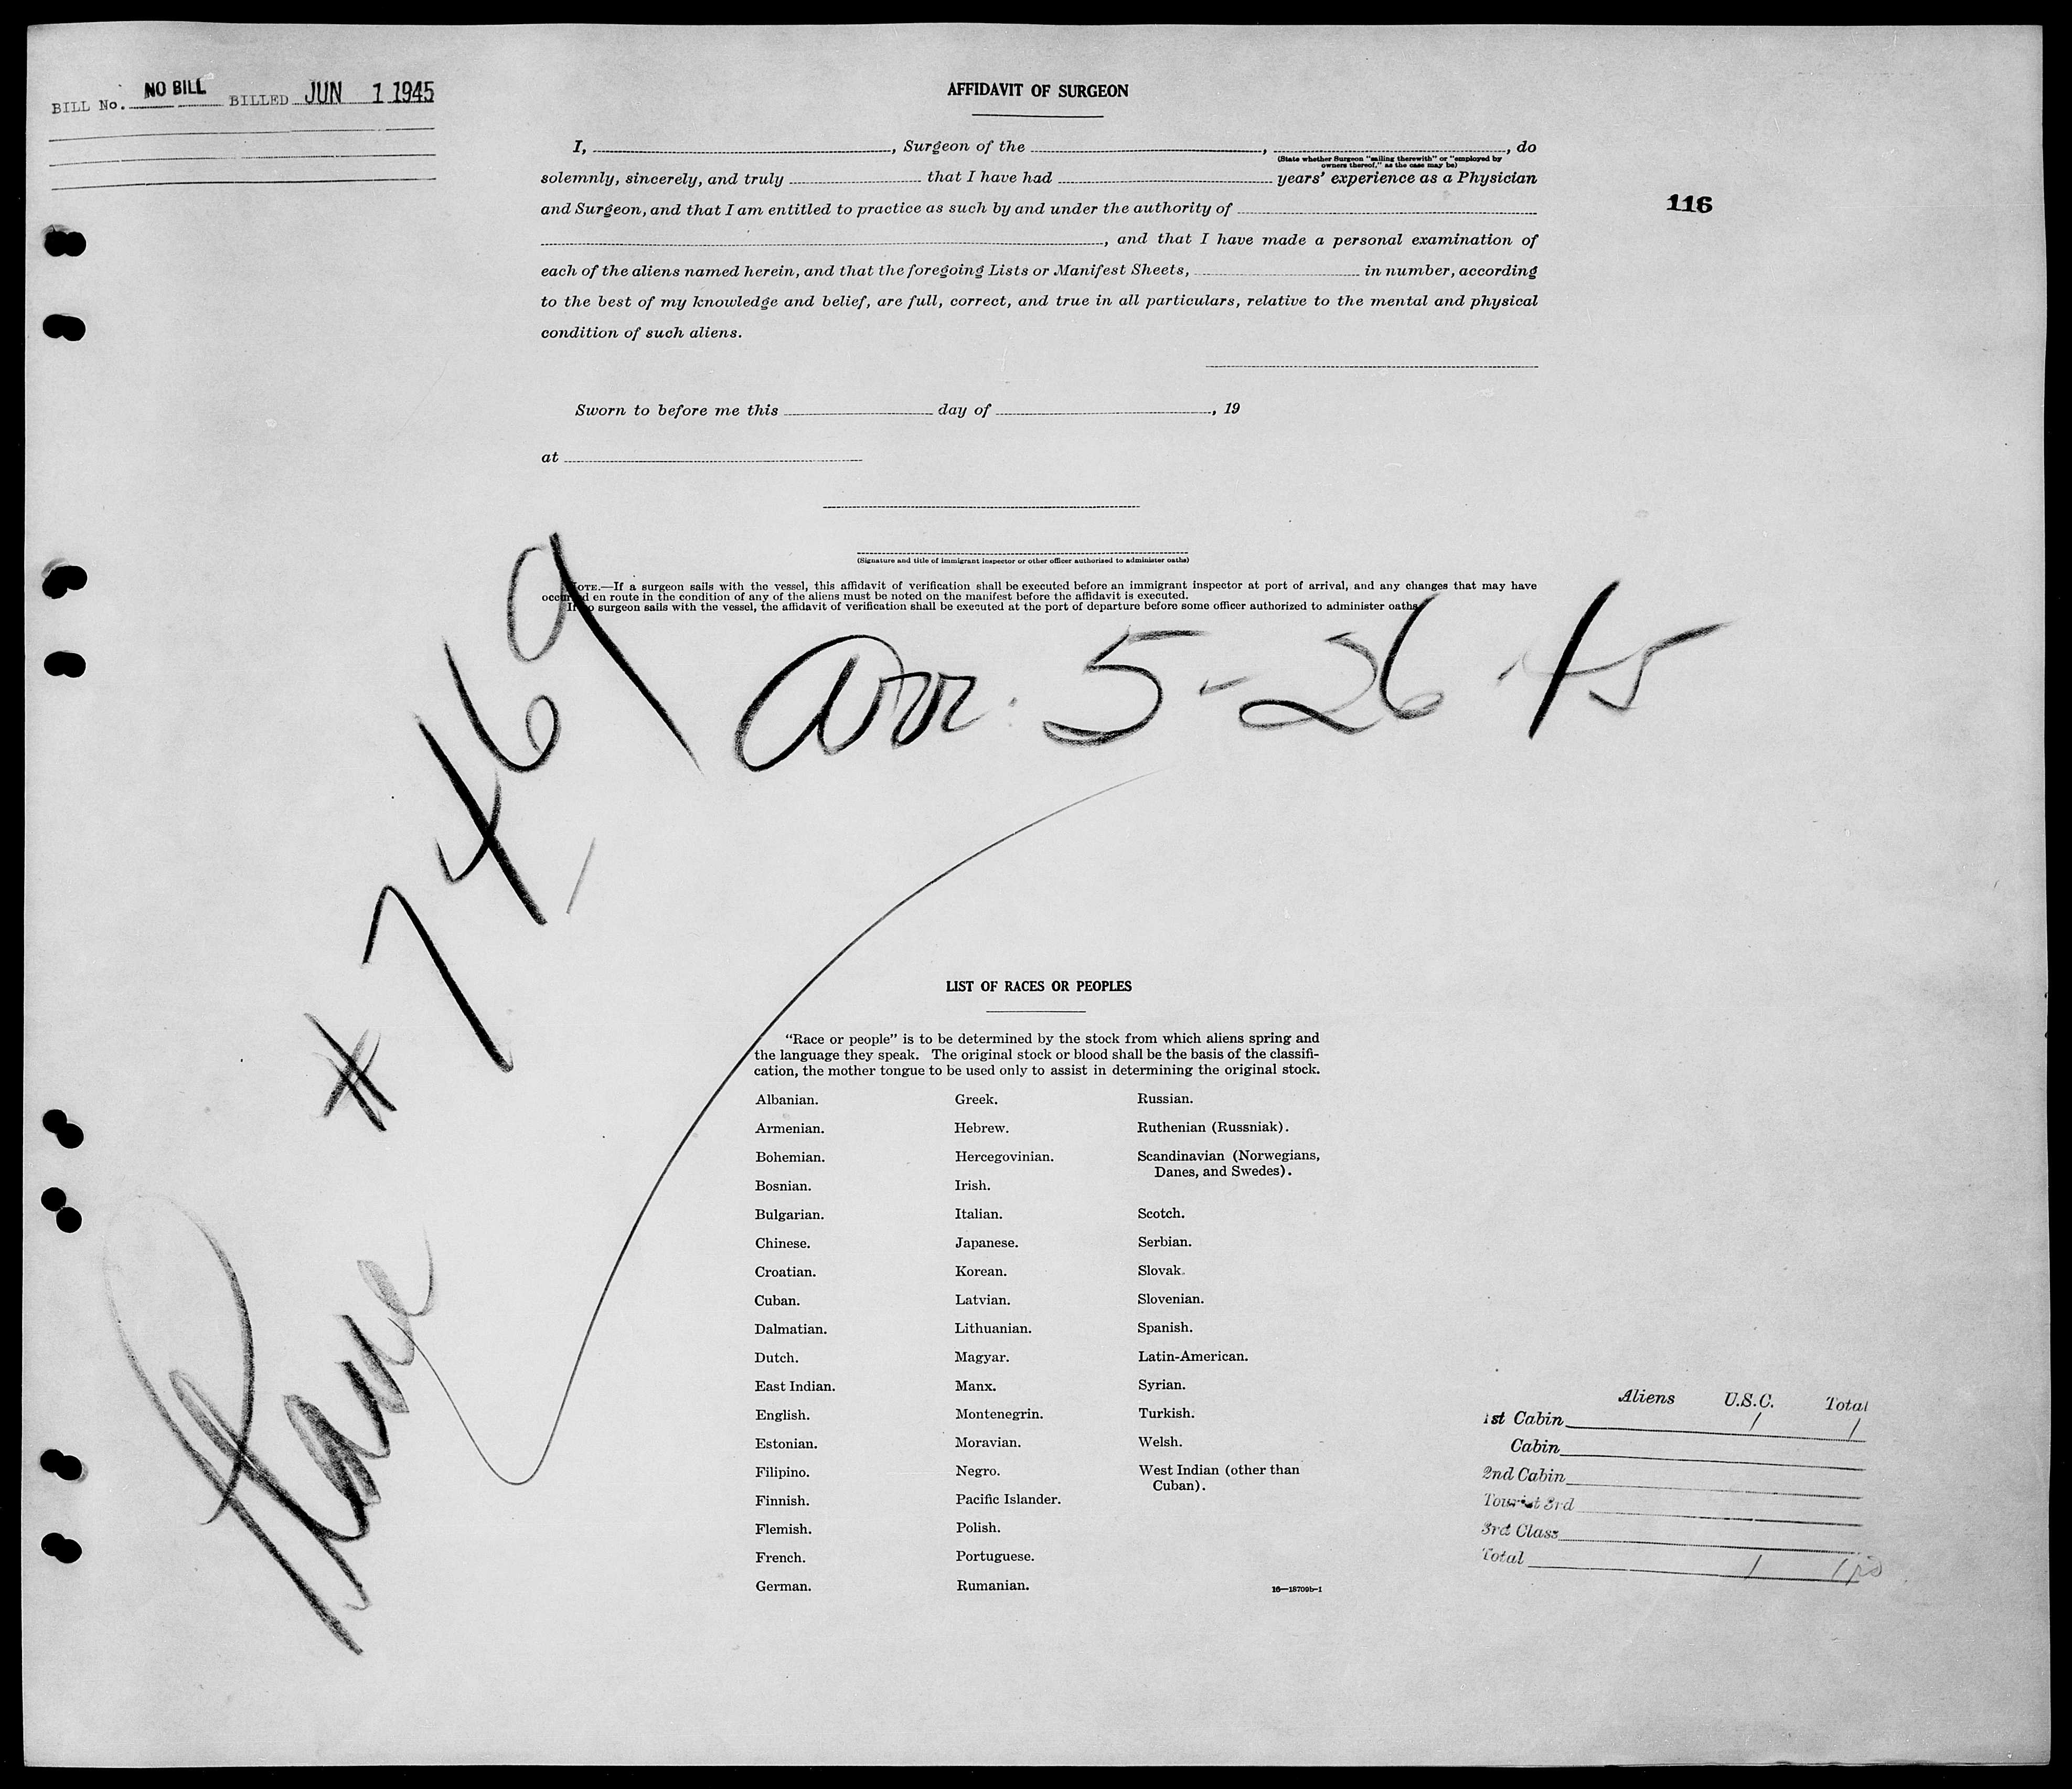 BILL No. NO BILL BILLED JUN 1 1945
AFFIDAVIT OF SURGEON
I, , Surgeon of the , , do
(State whether Surgeon "sailing therewith" or "employed by
owners thereof," as the case may be)
solemnly, sincerely, and truly that I have had years' experience as a Physician
116
and Surgeon, and that I am entitled to practice as such by and under the authority of
, and that I have made a personal examination of
each of the aliens named herein, and that the foregoing Lists or Manifest Sheets, in number, according
to the best of my knowledge and belief, are full, correct, and true in all particulars, relative to the mental and physical
condition of such aliens.
Sworn to before me this day of , 19
at
(Signature and title of immigrant inspector or other officer authorized to administer oaths)
NOTE.—If a surgeon sails with the vessel, this affidavit of verification shall be executed before an immigrant inspector at port of arrival, and any changes that may have
occurred en route in the condition of any of the aliens must be noted on the manifest before the affidavit is executed.
If no surgeon sails with the vessel, the affidavit of verification shall be executed at the port of departure before some officer authorized to administer oaths.
Plane # 7469
Arr. 5-26-45
LIST OF RACES OR PEOPLES
"Race or people" is to be determined by the stock from which aliens spring and
the language they speak. The original stock or blood shall be the basis of the classifi-
cation, the mother tongue to be used only to assist in determining the original stock.
Albanian. Greek. Russian.
Armenian. Hebrew. Ruthenian (Russniak).
Bohemian. Hercegovinian. Scandinavian (Norwegians,
Danes, and Swedes).
Bosnian. Irish.
Bulgarian. Italian. Scotch.
Chinese. Japanese. Serbian.
Croatian. Korean. Slovak.
Cuban. Latvian. Slovenian.
Dalmatian. Lithuanian. Spanish.
Dutch. Magyar. Latin-American.
East Indian. Manx. Syrian.
English. Montenegrin. Turkish.
Estonian. Moravian. Welsh.
Filipino. Negro. West Indian (other than
Cuban).
Finnish. Pacific Islander.
Flemish. Polish.
French. Portuguese.
German. Rumanian.
16—18709b-1
Aliens U.S.C. Total
1st Cabin 1 1
Cabin
2nd Cabin
Tourist 3rd
3rd Class
Total 1 1